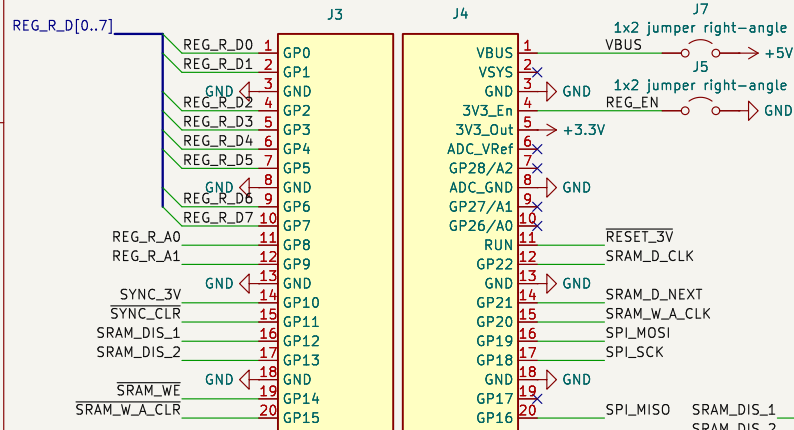 J3 J4 J7
REG_R_D[0..7] 1x2 jumper right-angle
REG_R_D0 1 GP0 VBUS 1 VBUS +5V
REG_R_D1 2 GP1 VSYS 2 J5
GND 3 GND GND 3 GND 1x2 jumper right-angle
REG_R_D2 4 GP2 3V3_En 4 REG_EN GND
REG_R_D3 5 GP3 3V3_Out 5 +3.3V
REG_R_D4 6 GP4 ADC_VRef 6
REG_R_D5 7 GP5 GP28/A2 7
GND 8 GND ADC_GND 8 GND
REG_R_D6 9 GP6 GP27/A1 9
REG_R_D7 10 GP7 GP26/A0 10
REG_R_A0 11 GP8 RUN 11 RESET_3V
REG_R_A1 12 GP9 GP22 12 SRAM_D_CLK
GND 13 GND GND 13 GND
SYNC_3V 14 GP10 GP21 14 SRAM_D_NEXT
SYNC_CLR 15 GP11 GP20 15 SRAM_W_A_CLK
SRAM_DIS_1 16 GP12 GP19 16 SPI_MOSI
SRAM_DIS_2 17 GP13 GP18 17 SPI_SCK
GND 18 GND GND 18 GND
SRAM_WE 19 GP14 GP17 19
SRAM_W_A_CLR 20 GP15 GP16 20 SPI_MISO SRAM_DIS_1
SRAM_DIS_2